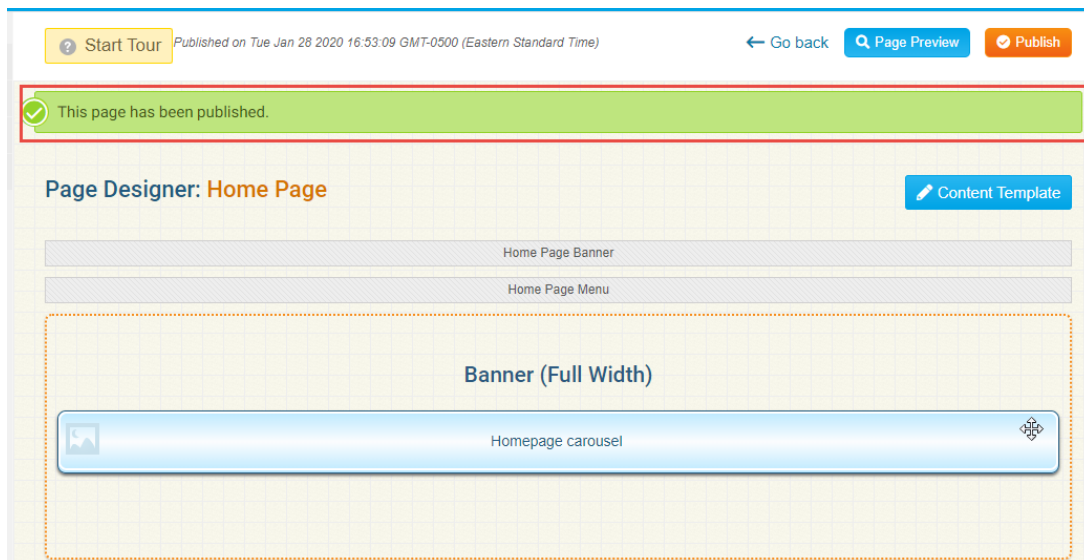 Start Tour
Published on Tue Jan 28 2020 16:53:09 GMT-0500 (Eastern Standard Time)
Go back
Page Preview
Publish
This page has been published.
Page Designer: Home Page
Content Template
Home Page Banner
Home Page Menu
Banner (Full Width)
Homepage carousel